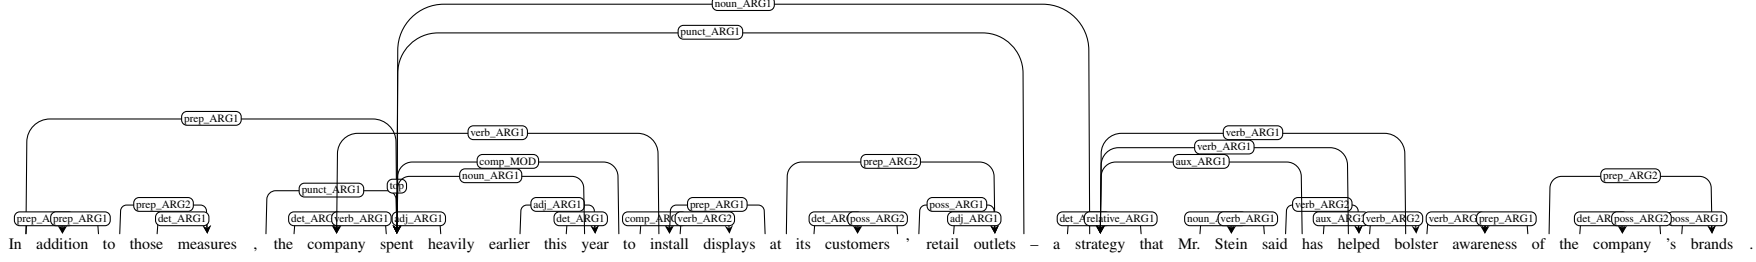 noun_ARG1
punct_ARG1
prep_ARG1
verb_ARG1 verb_ARG1
verb_ARG1
comp_MOD prep_ARG2 aux_ARG1
noun_ARG1 prep_ARG2
punct_ARG1 top
prep_ARG2 adj_ARG1 prep_ARG1 poss_ARG1 verb_ARG2
prep_ARG1 det_ARG1 verb_ARG1 adj_ARG1 det_ARG1 verb_ARG2 poss_ARG2 adj_ARG1 relative_ARG1 verb_ARG1 verb_ARG2 prep_ARG1 poss_ARG2
In addition to those measures , the company spent heavily earlier this year to install displays at its customers ' retail outlets – a strategy that Mr. Stein said has helped bolster awareness of the company 's brands .